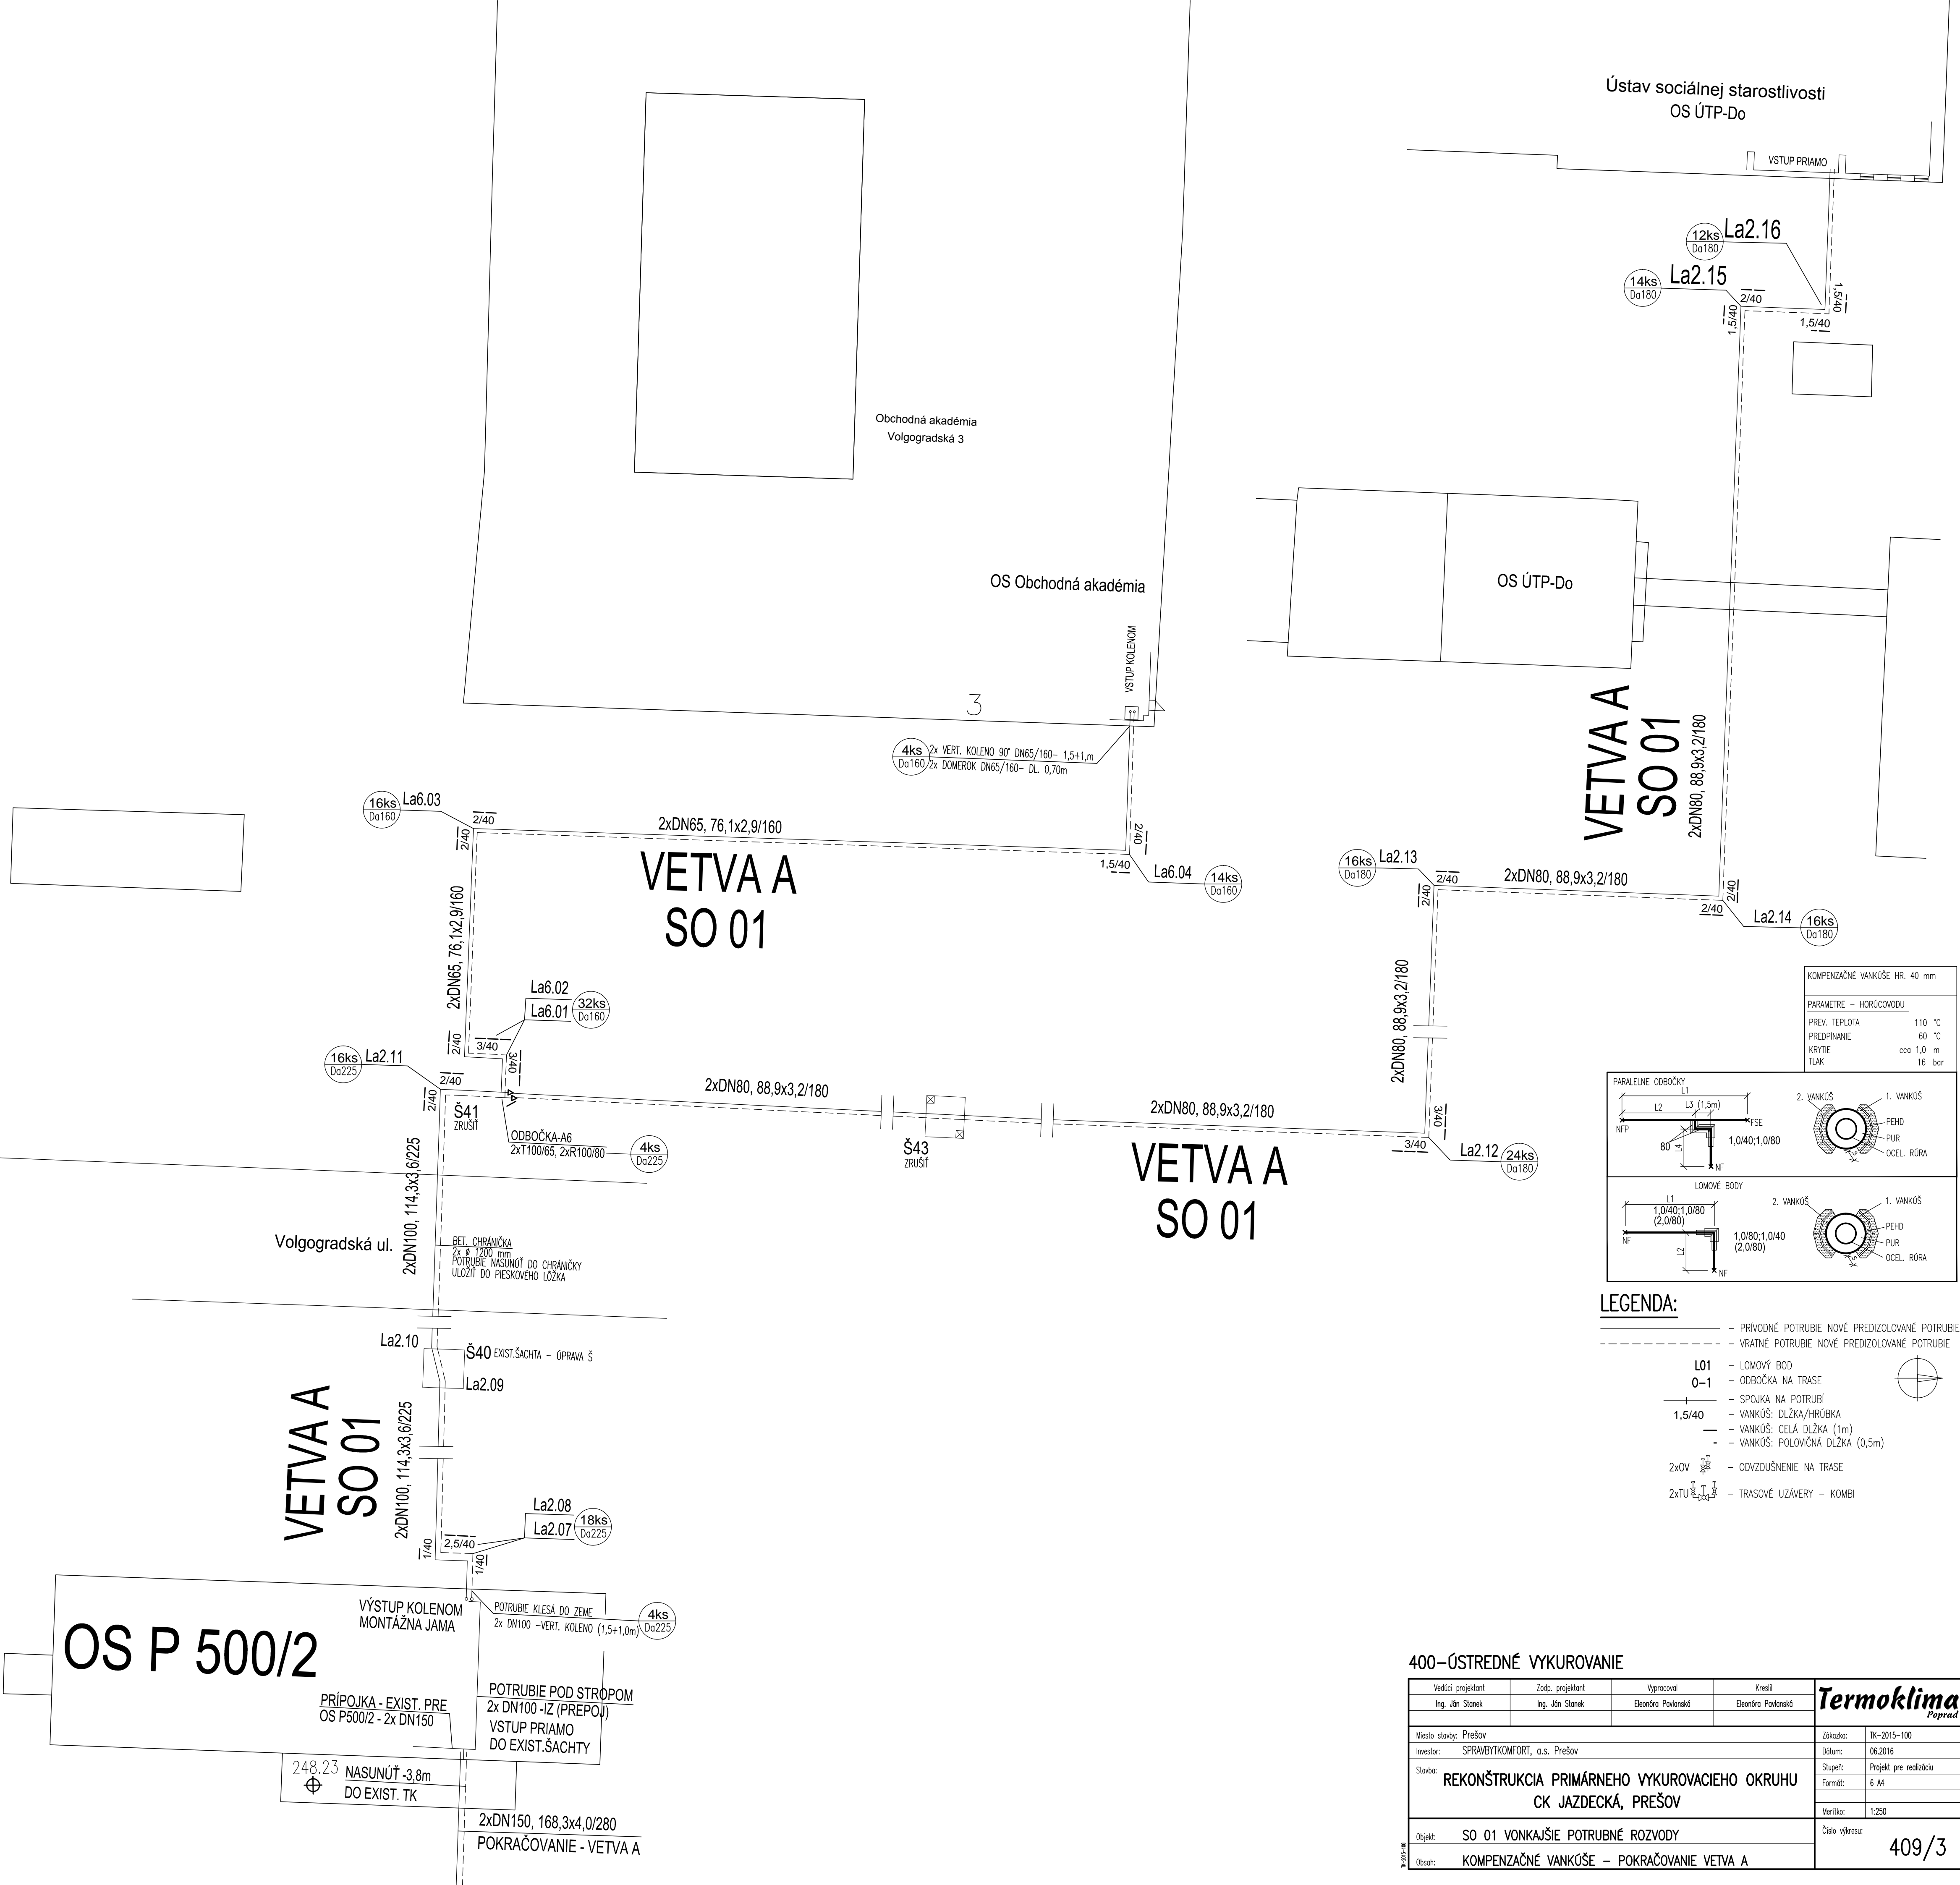 Ústav sociálnej starostlivosti
OS ÚTP-Do
VSTUP PRIAMO
12ks
Da180
La2.16
14ks
Da180
La2.15
2/40
1,5/40
1,5/40
1,5/40
Obchodná akadémia
Volgogradská 3
OS Obchodná akadémia
OS ÚTP-Do
VSTUP KOLENOM
3
4ks
Da160
2x VERT. KOLENO 90° DN65/160- 1,5+1,m
2x DOMEROK DN65/160- DL. 0,70m
VETVA A
SO 01
2xDN80, 88,9x3,2/180
16ks
Da160
La6.03
2/40
2/40
2xDN65, 76,1x2,9/160
2/40
1,5/40
La6.04
14ks
Da160
VETVA A
SO 01
2xDN65, 76,1x2,9/160
16ks
Da180
La2.13
2/40
2/40
2xDN80, 88,9x3,2/180
2/40
2/40
La2.14
16ks
Da180
2xDN80, 88,9x3,2/180
La6.02
La6.01
32ks
Da160
2/40
3/40
3/40
16ks
Da225
La2.11
2/40
2/40
Š41
ZRUŠIŤ
2xDN80, 88,9x3,2/180
ODBOČKA-A6
2xT100/65, 2xR100/80
4ks
Da225
Š43
ZRUŠIŤ
2xDN80, 88,9x3,2/180
3/40
3/40
La2.12
24ks
Da180
VETVA A
SO 01
2xDN100, 114,3x3,6/225
Volgogradská ul.
BET. CHRÁNIČKA
2x ø 1200 mm
POTRUBIE NASUNÚŤ DO CHRÁNIČKY
ULOŽIŤ DO PIESKOVÉHO LÔŽKA
La2.10
Š40 EXIST.ŠACHTA - ÚPRAVA Š
La2.09
VETVA A
SO 01
2xDN100, 114,3x3,6/225
La2.08
La2.07
18ks
Da225
1/40
2,5/40
1/40
VÝSTUP KOLENOM
MONTÁŽNA JAMA
POTRUBIE KLESÁ DO ZEME
2x DN100 -VERT. KOLENO (1,5+1,0m)
4ks
Da225
OS P 500/2
PRÍPOJKA - EXIST. PRE
OS P500/2 - 2x DN150
POTRUBIE POD STROPOM
2x DN100 -IZ (PREPOJ)
VSTUP PRIAMO
DO EXIST.ŠACHTY
248.23
NASUNÚŤ -3,8m
DO EXIST. TK
2xDN150, 168,3x4,0/280
POKRAČOVANIE - VETVA A
KOMPENZAČNÉ VANKÚŠE HR. 40 mm
PARAMETRE - HORÚCOVODU
PREV. TEPLOTA 110 °C
PREDPÍNANIE 60 °C
KRYTIE cca 1,0 m
TLAK 16 bar
PARALELNE ODBOČKY
L1
L2
L3 (1,5m)
NFP
FSE
80
L4
1,0/40;1,0/80
NF
2. VANKÚŠ
1. VANKÚŠ
PEHD
PUR
OCEL. RÚRA
LOMOVÉ BODY
L1
1,0/40;1,0/80
(2,0/80)
NF
L2
1,0/80;1,0/40
(2,0/80)
NF
2. VANKÚŠ
1. VANKÚŠ
PEHD
PUR
OCEL. RÚRA
LEGENDA:
- PRÍVODNÉ POTRUBIE NOVÉ PREDIZOLOVANÉ POTRUBIE
- VRATNÉ POTRUBIE NOVÉ PREDIZOLOVANÉ POTRUBIE
L01 - LOMOVÝ BOD
O-1 - ODBOČKA NA TRASE
- SPOJKA NA POTRUBÍ
1,5/40 - VANKÚŠ: DLŽKA/HRÚBKA
- VANKÚŠ: CELÁ DLŽKA (1m)
- VANKÚŠ: POLOVIČNÁ DLŽKA (0,5m)
2xOV - ODVZDUŠNENIE NA TRASE
2xTU - TRASOVÉ UZÁVERY - KOMBI
400-ÚSTREDNÉ VYKUROVANIE
Vedúci projektant Zodp. projektant Vypracoval Kreslil
Ing. Ján Stanek Ing. Ján Stanek Eleonóra Pavlanská Eleonóra Pavlanská
Termoklima
Poprad
Miesto stavby: Prešov
Investor: SPRAVBYTKOMFORT, a.s. Prešov
Stavba: REKONŠTRUKCIA PRIMÁRNEHO VYKUROVACIEHO OKRUHU
CK JAZDECKÁ, PREŠOV
Zákazka: TK-2015-100
Dátum: 06.2016
Stupeň: Projekt pre realizáciu
Formát: 6 A4
Merítko: 1:250
Objekt: SO 01 VONKAJŠIE POTRUBNÉ ROZVODY
Obsah: KOMPENZAČNÉ VANKÚŠE - POKRAČOVANIE VETVA A
Číslo výkresu:
409/3
TK-2015-100